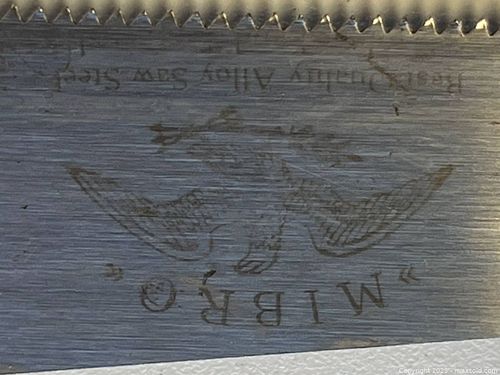 "MIBRO"
Best Quality Alloy Saw Steel
Copyright 2023 - maxsold.com